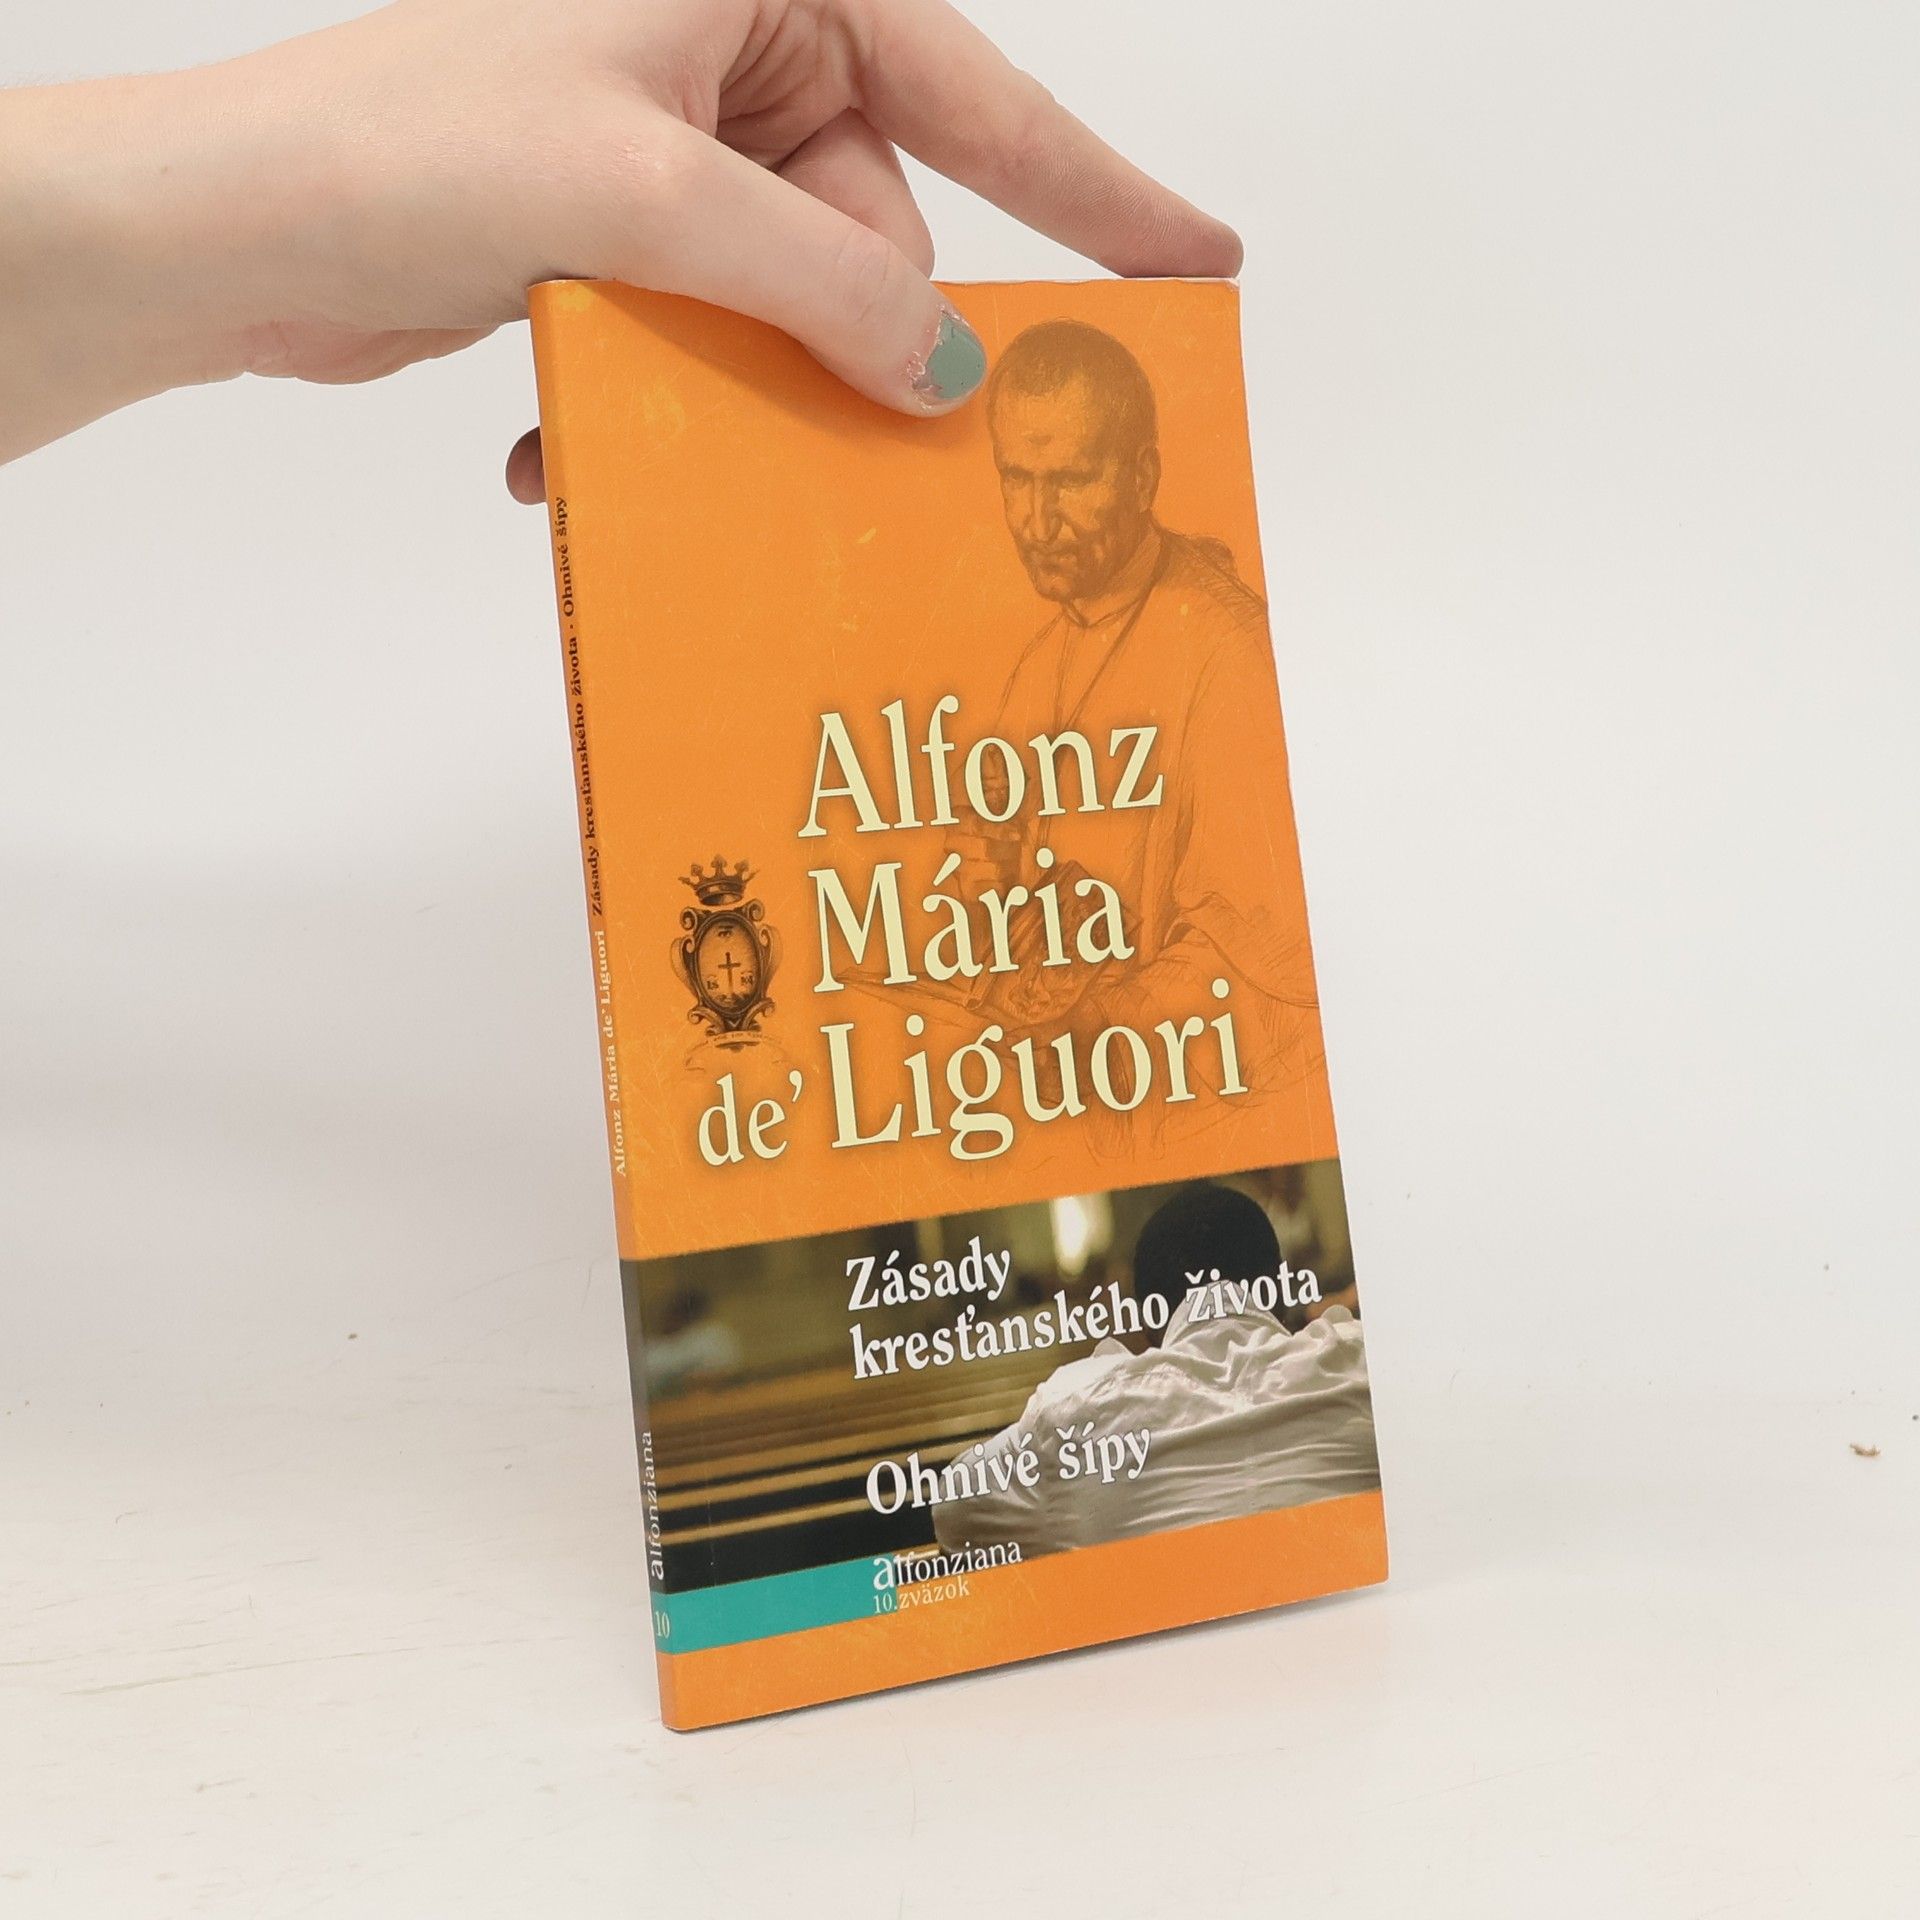 Alfonz
Mária
de' Liguori
Zásady
kresťanského života
Ohnivé šípy
alfonziana
10.zväzok
Alfonz Mária de' Liguori Zásady kresťanského života · Ohnivé šípy
alfonziana
10